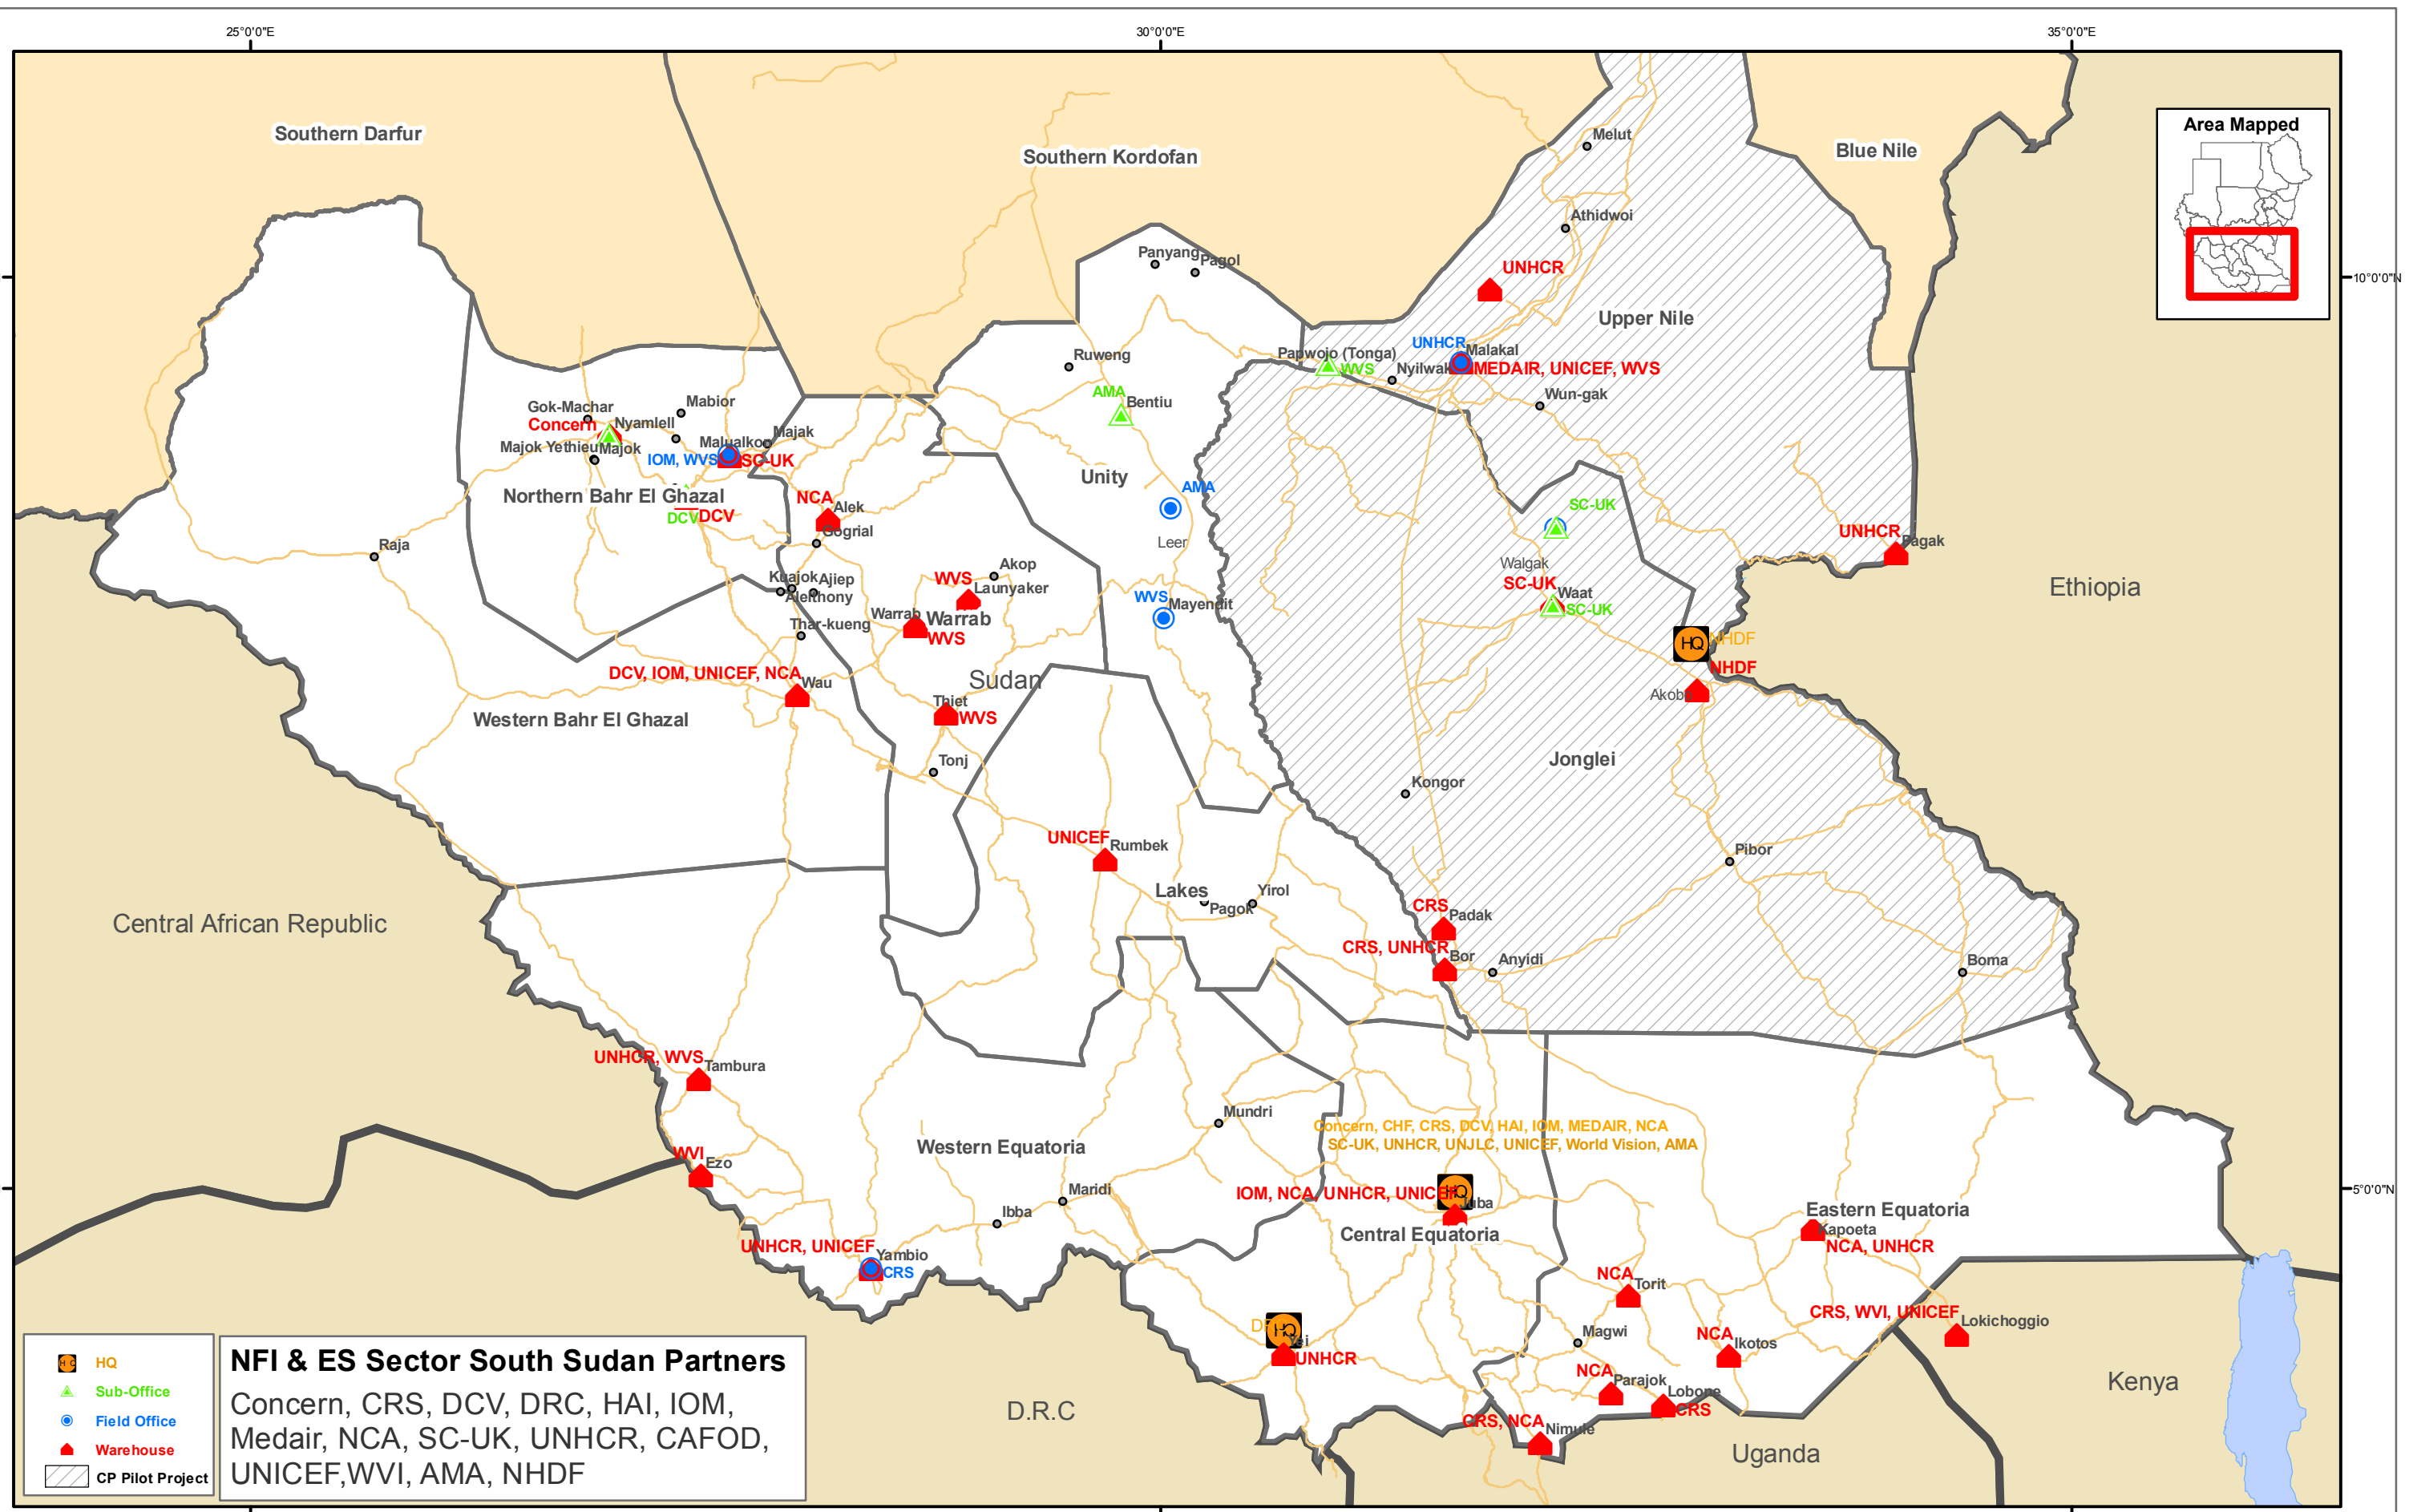 25°0'0"E
30°0'0"E
35°0'0"E
Southern Darfur
Southern Kordofan
Blue Nile
Area Mapped
Melut
Athidwoi
Panyang
Pagol
UNHCR
10°0'0"N
Upper Nile
Ruweng
Papwojo (Tonga)
WVS
Nyilwak
UNHCR
Malakal
MEDAIR, UNICEF, WVS
Wun-gak
AMA
Bentiu
Gok-Machar
Concern
Nyamlell
Mabior
Majok Yethieu
Majok
Malualkon
Majak
IOM, WVS
SC-UK
Northern Bahr El Ghazal
DCV
DCV
NCA
Alek
Gogrial
Unity
AMA
Leer
SC-UK
Walgak
SC-UK
Waat
SC-UK
UNHCR
Pagak
Raja
Kuajok
Ajiep
Alethony
Thar-kueng
WVS
Akop
Launyaker
Warrab
Warrab
WVS
WVS
Mayendit
Ethiopia
HQ
NHDF
NHDF
Akobo
DCV, IOM, UNICEF, NCA
Wau
Sudan
Thiet
WVS
Western Bahr El Ghazal
Tonj
Jonglei
Kongor
UNICEF
Rumbek
Pibor
Lakes
Pagok
Yirol
CRS
Padak
CRS, UNHCR
Bor
Anyidi
Boma
Central African Republic
UNHCR, WVS
Tambura
Mundri
Concern, CHF, CRS, DCV, HAI, IOM, MEDAIR, NCA
SC-UK, UNHCR, UNJLC, UNICEF, World Vision, AMA
Western Equatoria
WVI
Ezo
Maridi
Ibba
IOM, NCA, UNHCR, UNICEF
HQ
Juba
5°0'0"N
Central Equatoria
Eastern Equatoria
Kapoeta
NCA, UNHCR
UNHCR, UNICEF
Yambio
CRS
NCA
Torit
CRS, WVI, UNICEF
Lokichoggio
HQ
Yei
UNHCR
Magwi
NCA
Ikotos
NCA
Parajok
Lobone
CRS
CRS, NCA
Nimule
D.R.C
Uganda
Kenya
HQ
Sub-Office
Field Office
Warehouse
CP Pilot Project
NFI & ES Sector South Sudan Partners
Concern, CRS, DCV, DRC, HAI, IOM,
Medair, NCA, SC-UK, UNHCR, CAFOD,
UNICEF,WVI, AMA, NHDF